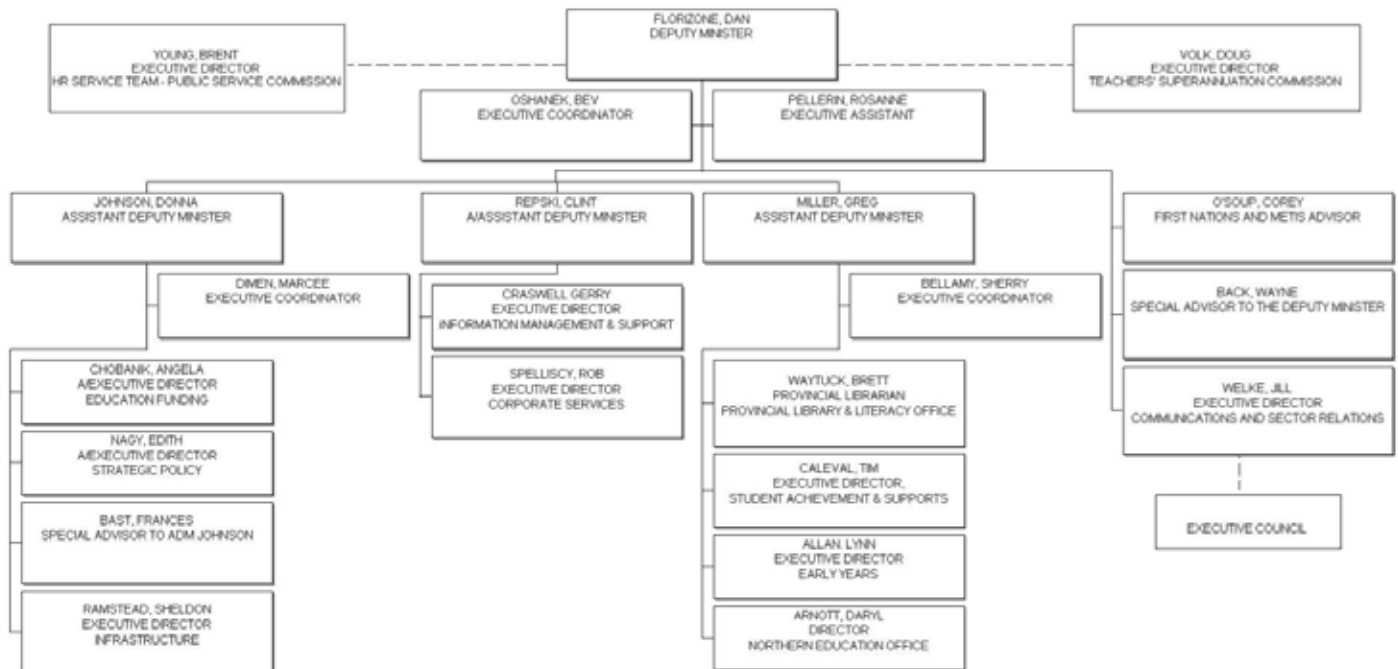 FLORIZONE, DAN
DEPUTY MINISTER
YOUNG, BRENT
EXECUTIVE DIRECTOR
HR SERVICE TEAM - PUBLIC SERVICE COMMISSION
VOLK, DOUG
EXECUTIVE DIRECTOR
TEACHERS' SUPERANNUATION COMMISSION
OSHANEK, BEV
EXECUTIVE COORDINATOR
PELLERIN, ROSANNE
EXECUTIVE ASSISTANT
JOHNSON, DONNA
ASSISTANT DEPUTY MINISTER
REPSKI, CLINT
A/ASSISTANT DEPUTY MINISTER
MILLER, GREG
ASSISTANT DEPUTY MINISTER
O'SOUP, COREY
FIRST NATIONS AND METIS ADVISOR
DIMEN, MARCEE
EXECUTIVE COORDINATOR
CRASWELL GERRY
EXECUTIVE DIRECTOR
INFORMATION MANAGEMENT & SUPPORT
BELLAMY, SHERRY
EXECUTIVE COORDINATOR
BACK, WAYNE
SPECIAL ADVISOR TO THE DEPUTY MINISTER
CHOBANIK, ANGELA
A/EXECUTIVE DIRECTOR
EDUCATION FUNDING
SPELLISCY, ROB
EXECUTIVE DIRECTOR
CORPORATE SERVICES
WAYTUCK, BRETT
PROVINCIAL LIBRARIAN
PROVINCIAL LIBRARY & LITERACY OFFICE
WELKE, JILL
EXECUTIVE DIRECTOR
COMMUNICATIONS AND SECTOR RELATIONS
NAGY, EDITH
A/EXECUTIVE DIRECTOR
STRATEGIC POLICY
CALEVAL, TIM
EXECUTIVE DIRECTOR,
STUDENT ACHIEVEMENT & SUPPORTS
EXECUTIVE COUNCIL
BAST, FRANCES
SPECIAL ADVISOR TO ADM JOHNSON
ALLAN. LYNN
EXECUTIVE DIRECTOR
EARLY YEARS
RAMSTEAD, SHELDON
EXECUTIVE DIRECTOR
INFRASTRUCTURE
ARNOTT, DARYL
DIRECTOR
NORTHERN EDUCATION OFFICE